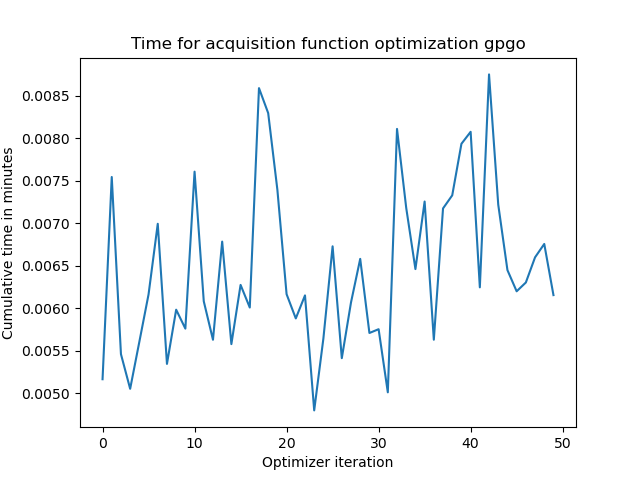 Time for acquisition function optimization gpgo
0.0085
0.0080
0.0075
0.0070
0.0065
0.0060
0.0055
0.0050
Cumulative time in minutes
0 10 20 30 40 50
Optimizer iteration